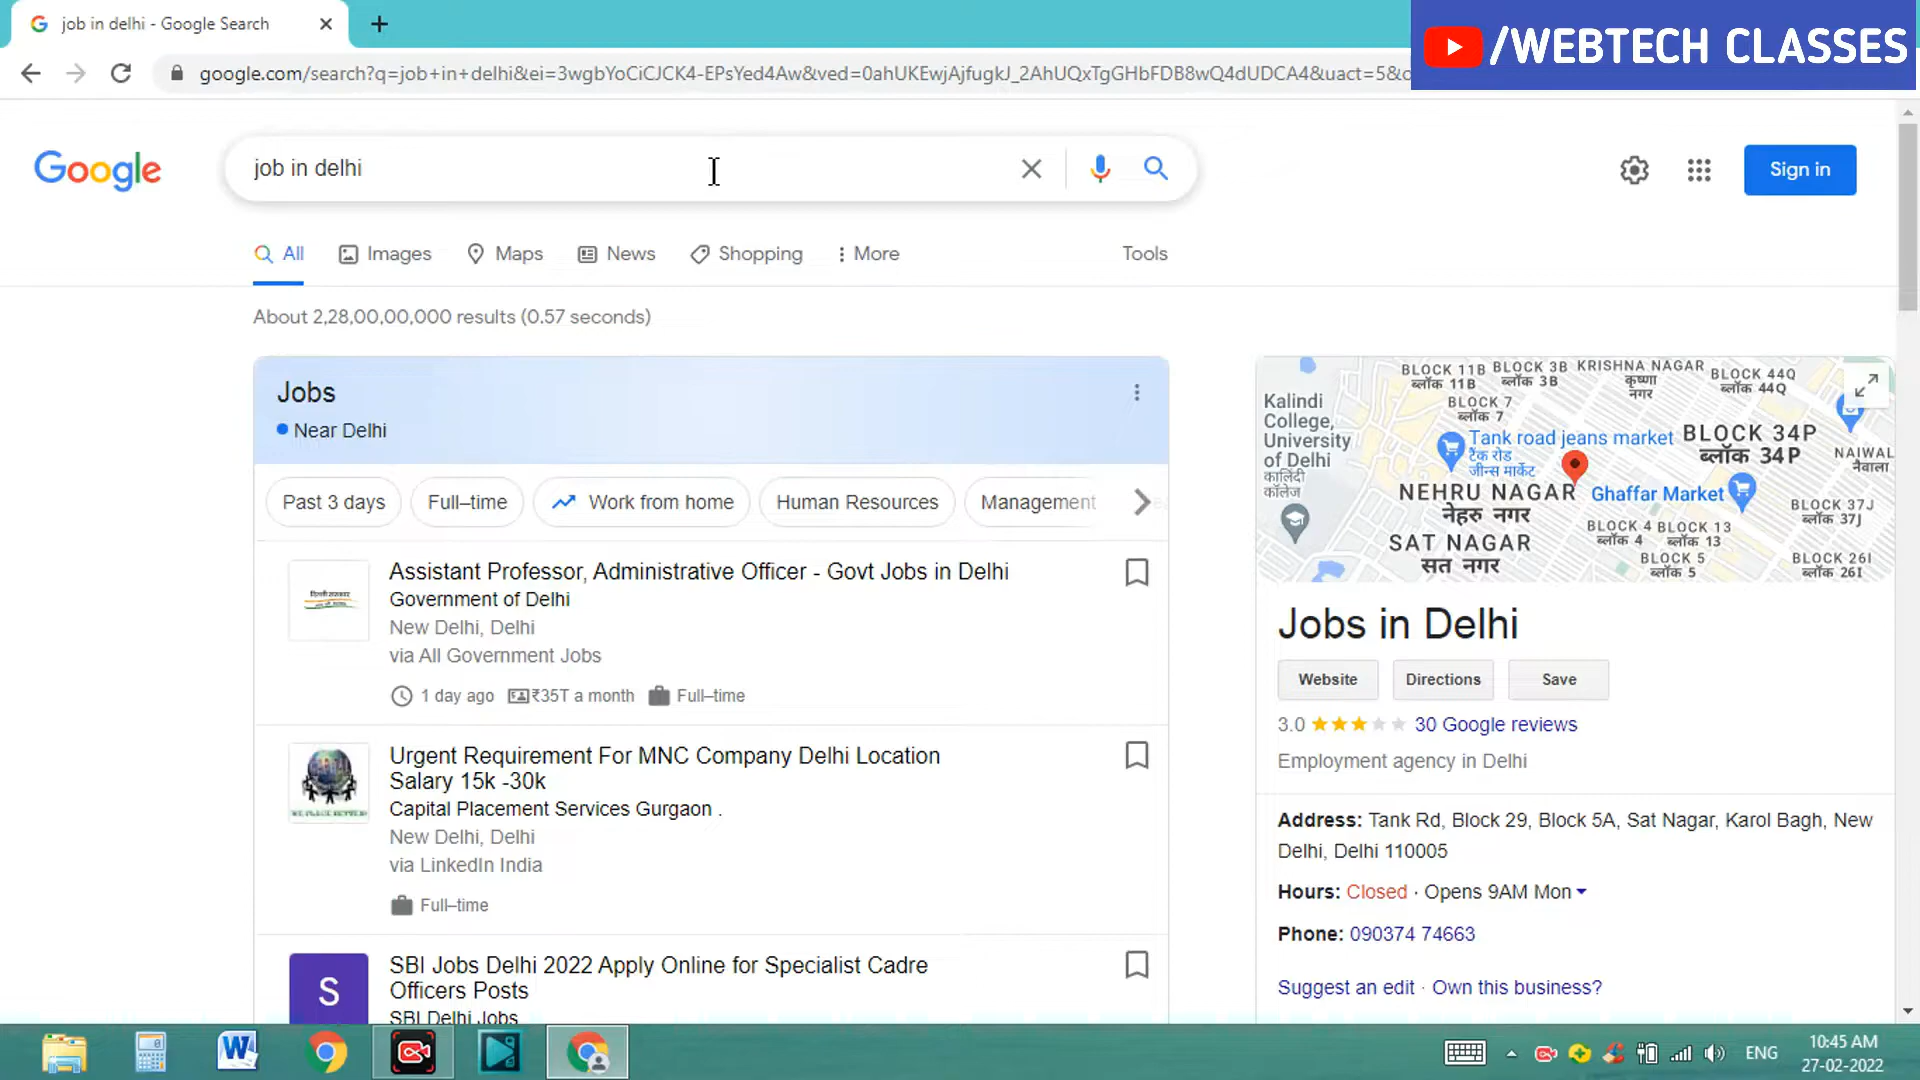 job in delhi - Google Search
/WEBTECH CLASSES
google.com/search?q=job+in+delhi&ei=3wgbYoCiCJCK4-EPsYed4Aw&ved=0ahUKEwjAjfugkJ_2AhUQxTgGHbFDB8wQ4dUDCA4&uact=5&o
Google
job in delhi
Sign in
All
Images
Maps
News
Shopping
More
Tools
About 2,28,00,00,000 results (0.57 seconds)
Jobs
Near Delhi
Past 3 days
Full–time
Work from home
Human Resources
Management
Assistant Professor, Administrative Officer - Govt Jobs in Delhi
Government of Delhi
New Delhi, Delhi
via All Government Jobs
1 day ago
₹35T a month
Full–time
Urgent Requirement For MNC Company Delhi Location
Salary 15k -30k
Capital Placement Services Gurgaon .
New Delhi, Delhi
via LinkedIn India
Full–time
S
SBI Jobs Delhi 2022 Apply Online for Specialist Cadre
Officers Posts
SBI Delhi Jobs
BLOCK 11B
ब्लॉक 11B
BLOCK 3B
ब्लॉक 3B
KRISHNA NAGAR
कृष्णा
नगर
BLOCK 44Q
ब्लॉक 44Q
Kalindi
College,
University
of Delhi
कालिंदी
कॉलेज
BLOCK 7
ब्लॉक 7
Tank road jeans market
टैंक रोड
जीन्स मार्केट
BLOCK 34P
ब्लॉक 34P
NAIWAL
नैवाला
NEHRU NAGAR
नेहरू नगर
Ghaffar Market
BLOCK 37J
ब्लॉक 37J
SAT NAGAR
सत नगर
BLOCK 4
ब्लॉक 4
BLOCK 13
ब्लॉक 13
BLOCK 5
ब्लॉक 5
BLOCK 26I
ब्लॉक 26I
Jobs in Delhi
Website
Directions
Save
3.0
30 Google reviews
Employment agency in Delhi
Address: Tank Rd, Block 29, Block 5A, Sat Nagar, Karol Bagh, New
Delhi, Delhi 110005
Hours: Closed · Opens 9AM Mon
Phone: 090374 74663
Suggest an edit · Own this business?
W
ENG
10:45 AM
27-02-2022